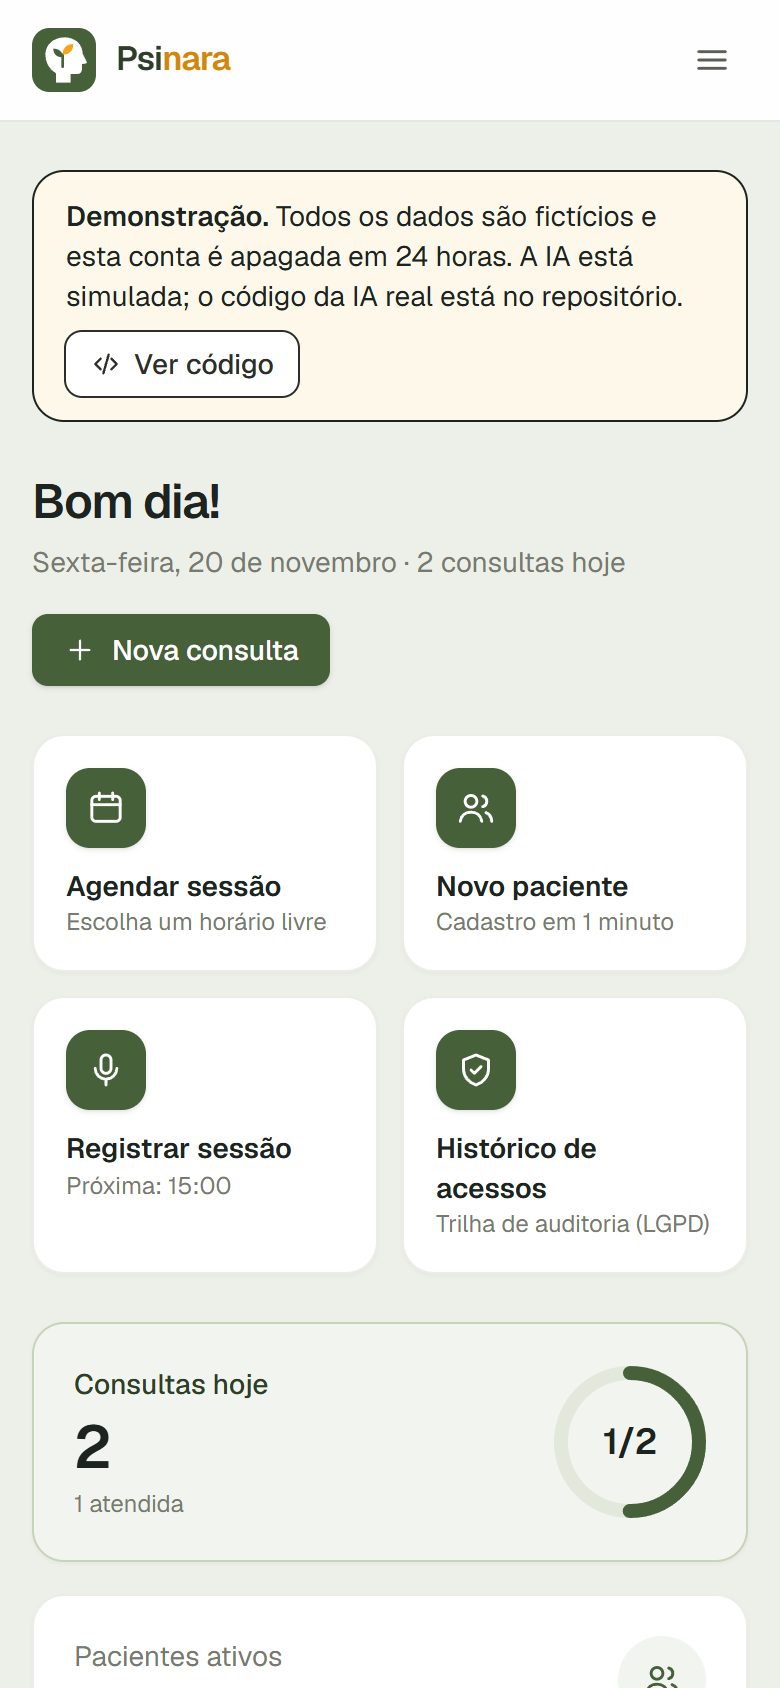 Psinara
Demonstração. Todos os dados são fictícios e
esta conta é apagada em 24 horas. A IA está
simulada; o código da IA real está no repositório.
Ver código
Bom dia!
Sexta-feira, 20 de novembro · 2 consultas hoje
Nova consulta
Agendar sessão
Escolha um horário livre
Novo paciente
Cadastro em 1 minuto
Registrar sessão
Próxima: 15:00
Histórico de
acessos
Trilha de auditoria (LGPD)
Consultas hoje
2
1 atendida
1/2
Pacientes ativos